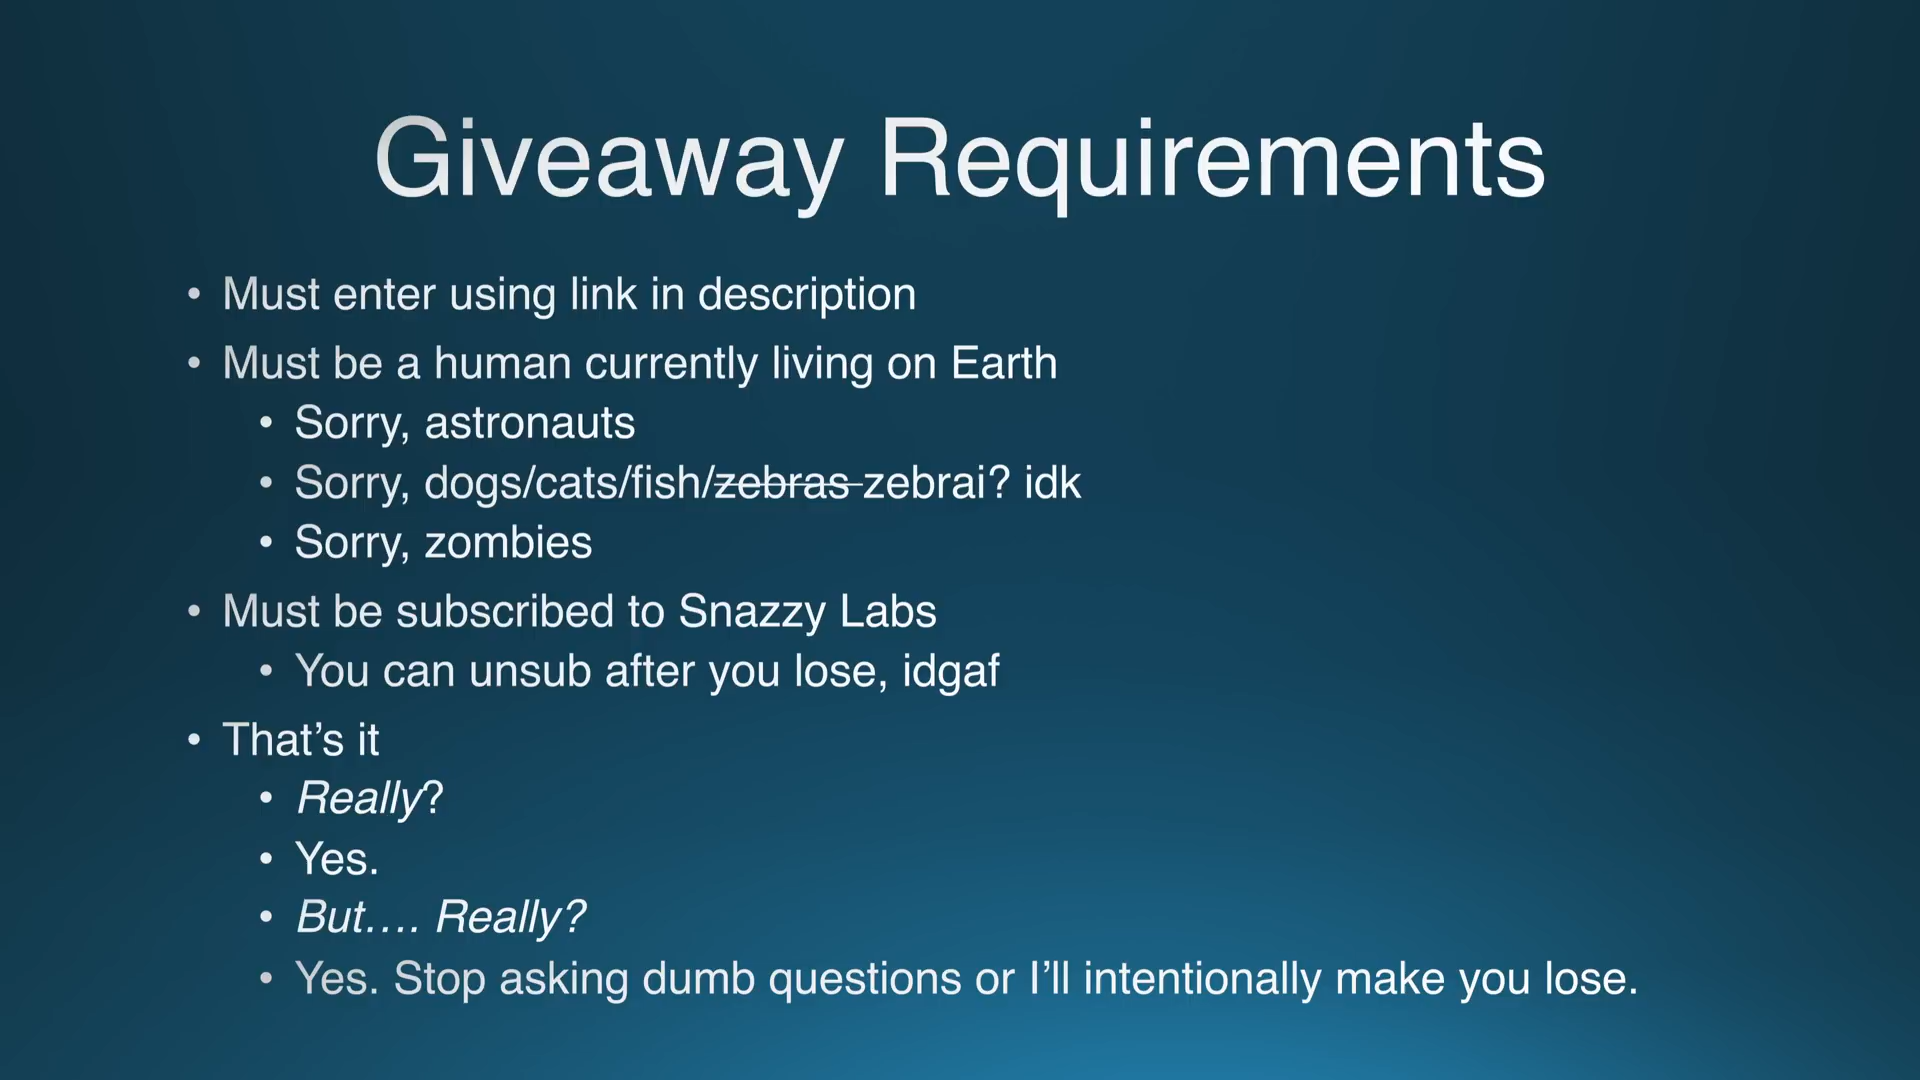 Giveaway Requirements
• Must enter using link in description
• Must be a human currently living on Earth
• Sorry, astronauts
• Sorry, dogs/cats/fish/zebras zebrai? idk
• Sorry, zombies
• Must be subscribed to Snazzy Labs
• You can unsub after you lose, idgaf
• That’s it
• Really?
• Yes.
• But…. Really?
• Yes. Stop asking dumb questions or I’ll intentionally make you lose.